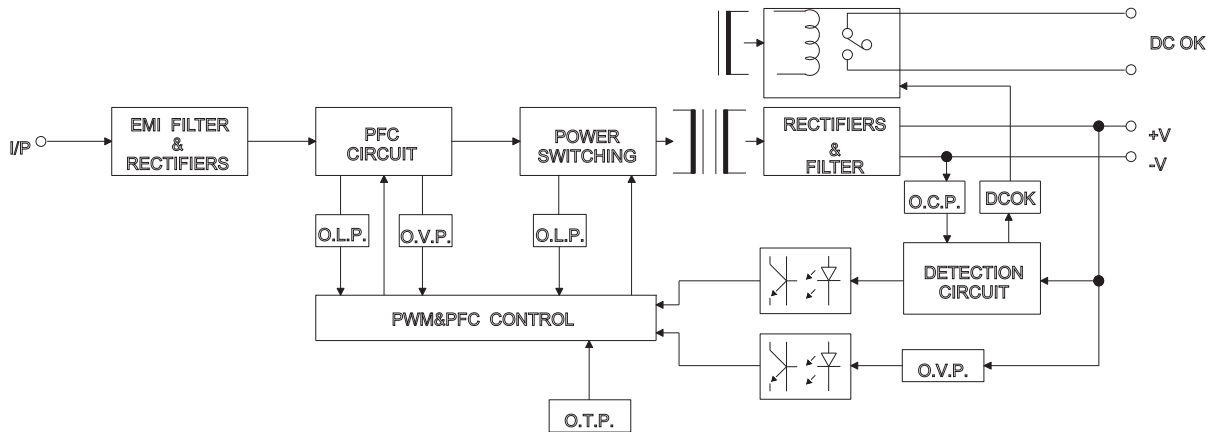 DC OK
I/P
EMI FILTER
&
RECTIFIERS
PFC
CIRCUIT
POWER
SWITCHING
RECTIFIERS
&
FILTER
+V
-V
O.L.P.
O.V.P.
O.L.P.
O.C.P.
DCOK
DETECTION
CIRCUIT
PWM&PFC CONTROL
O.V.P.
O.T.P.